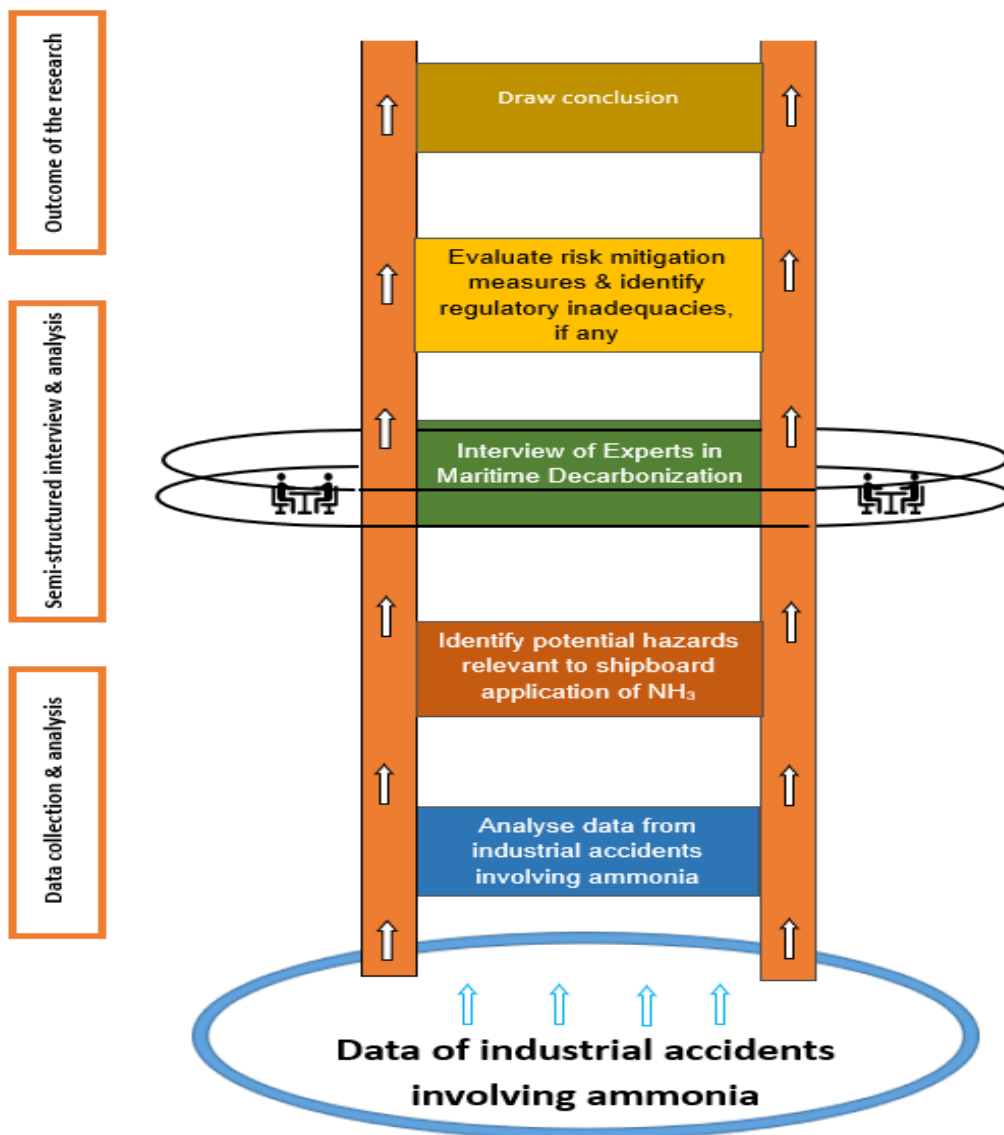 Outcome of the research
Draw conclusion
Evaluate risk mitigation
measures & identify
regulatory inadequacies,
if any
Semi-structured interview & analysis
Interview of Experts in
Maritime Decarbonization
Identify potential hazards
relevant to shipboard
application of NH₃
Data collection & analysis
Analyse data from
industrial accidents
involving ammonia
Data of industrial accidents
involving ammonia